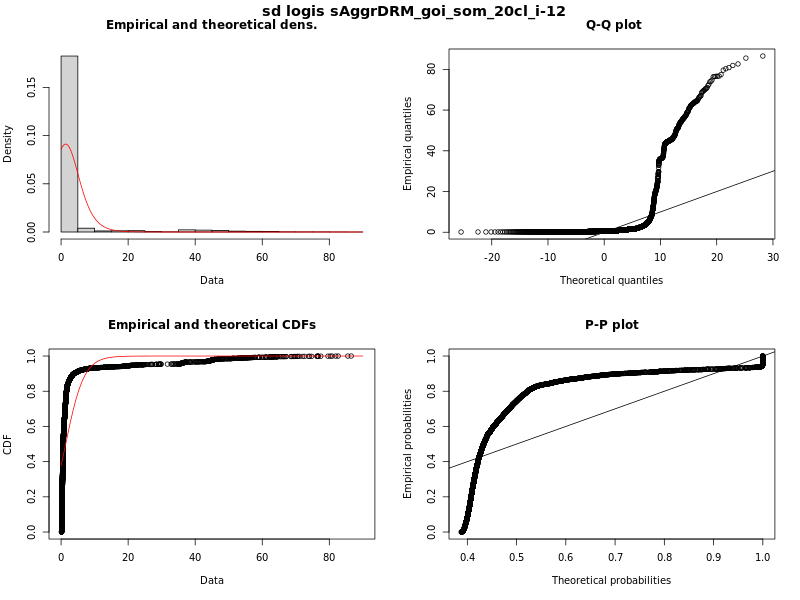 sd logis sAggrDRM_goi_som_20cl_i-12
Empirical and theoretical dens.
Density
0.00 0.05 0.10 0.15
0 20 40 60 80
Data
Q-Q plot
Empirical quantiles
0 20 40 60 80
-20 -10 0 10 20 30
Theoretical quantiles
Empirical and theoretical CDFs
CDF
0.0 0.2 0.4 0.6 0.8 1.0
0 20 40 60 80
Data
P-P plot
Empirical probabilities
0.0 0.2 0.4 0.6 0.8 1.0
0.4 0.5 0.6 0.7 0.8 0.9 1.0
Theoretical probabilities